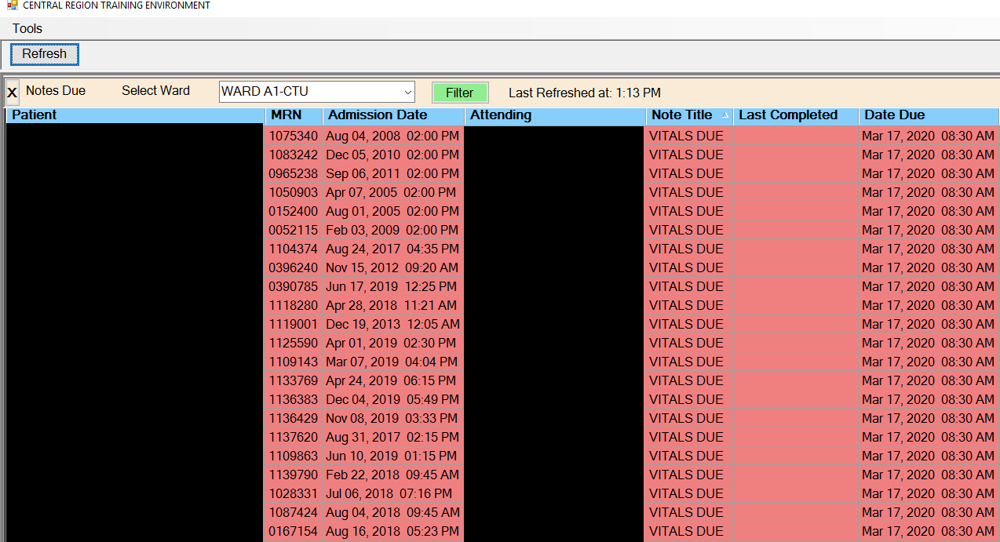 CENTRAL REGION TRAINING ENVIRONMENT
Tools
Refresh
X Notes Due Select Ward WARD A1-CTU Filter Last Refreshed at: 1:13 PM
Patient MRN Admission Date Attending Note Title Last Completed Date Due
1075340 Aug 04, 2008 02:00 PM VITALS DUE Mar 17, 2020 08:30 AM
1083242 Dec 05, 2010 02:00 PM VITALS DUE Mar 17, 2020 08:30 AM
0965238 Sep 06, 2011 02:00 PM VITALS DUE Mar 17, 2020 08:30 AM
1050903 Apr 07, 2005 02:00 PM VITALS DUE Mar 17, 2020 08:30 AM
0152400 Aug 01, 2005 02:00 PM VITALS DUE Mar 17, 2020 08:30 AM
0052115 Feb 03, 2009 02:00 PM VITALS DUE Mar 17, 2020 08:30 AM
1104374 Aug 24, 2017 04:35 PM VITALS DUE Mar 17, 2020 08:30 AM
0396240 Nov 15, 2012 09:20 AM VITALS DUE Mar 17, 2020 08:30 AM
0390785 Jun 17, 2019 12:25 PM VITALS DUE Mar 17, 2020 08:30 AM
1118280 Apr 28, 2018 11:21 AM VITALS DUE Mar 17, 2020 08:30 AM
1119001 Dec 19, 2013 12:05 AM VITALS DUE Mar 17, 2020 08:30 AM
1125590 Apr 01, 2019 02:30 PM VITALS DUE Mar 17, 2020 08:30 AM
1109143 Mar 07, 2019 04:04 PM VITALS DUE Mar 17, 2020 08:30 AM
1133769 Apr 24, 2019 06:15 PM VITALS DUE Mar 17, 2020 08:30 AM
1136383 Dec 04, 2019 05:49 PM VITALS DUE Mar 17, 2020 08:30 AM
1136429 Nov 08, 2019 03:33 PM VITALS DUE Mar 17, 2020 08:30 AM
1137620 Aug 31, 2017 02:15 PM VITALS DUE Mar 17, 2020 08:30 AM
1109863 Jun 10, 2019 01:15 PM VITALS DUE Mar 17, 2020 08:30 AM
1139790 Feb 22, 2018 09:45 AM VITALS DUE Mar 17, 2020 08:30 AM
1028331 Jul 06, 2018 07:16 PM VITALS DUE Mar 17, 2020 08:30 AM
1087424 Aug 04, 2018 09:45 AM VITALS DUE Mar 17, 2020 08:30 AM
0167154 Aug 16, 2018 05:23 PM VITALS DUE Mar 17, 2020 08:30 AM